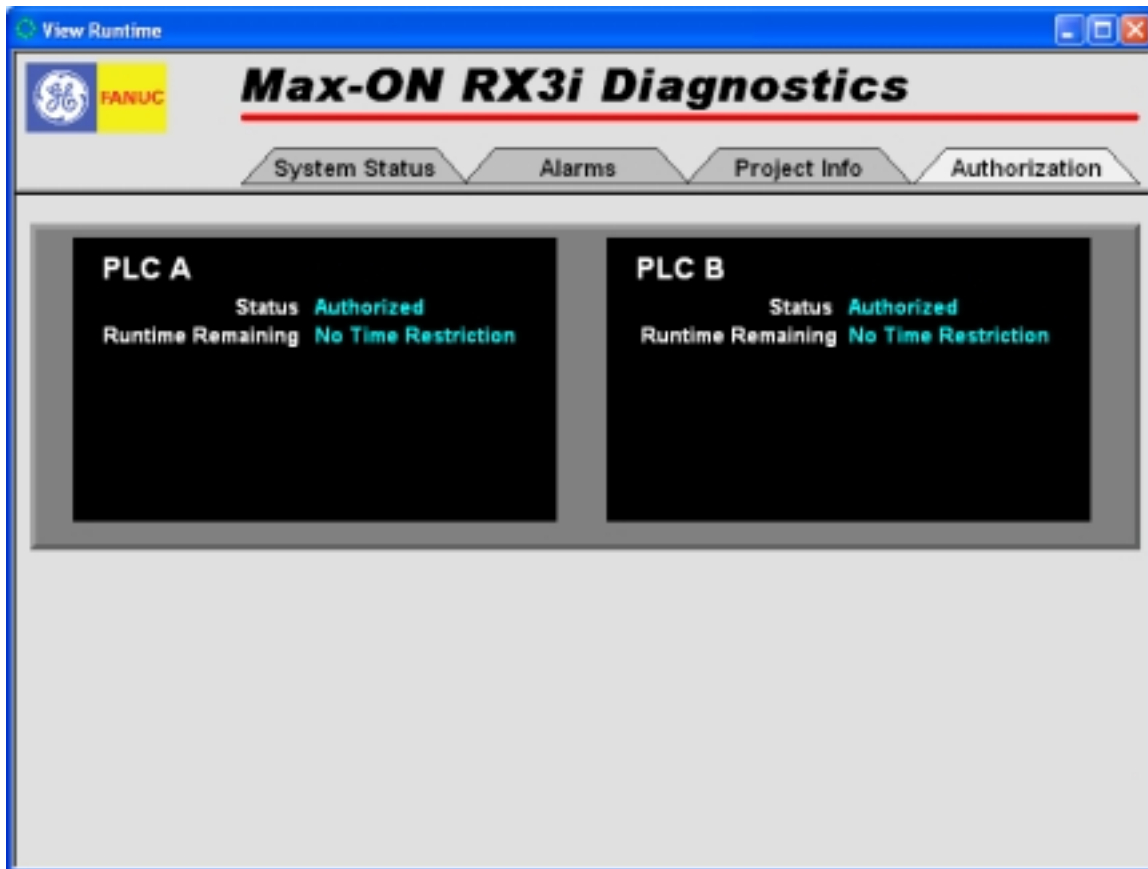 View Runtime
GE FANUC
Max-ON RX3i Diagnostics
System Status Alarms Project Info Authorization
PLC A
Status Authorized
Runtime Remaining No Time Restriction
PLC B
Status Authorized
Runtime Remaining No Time Restriction